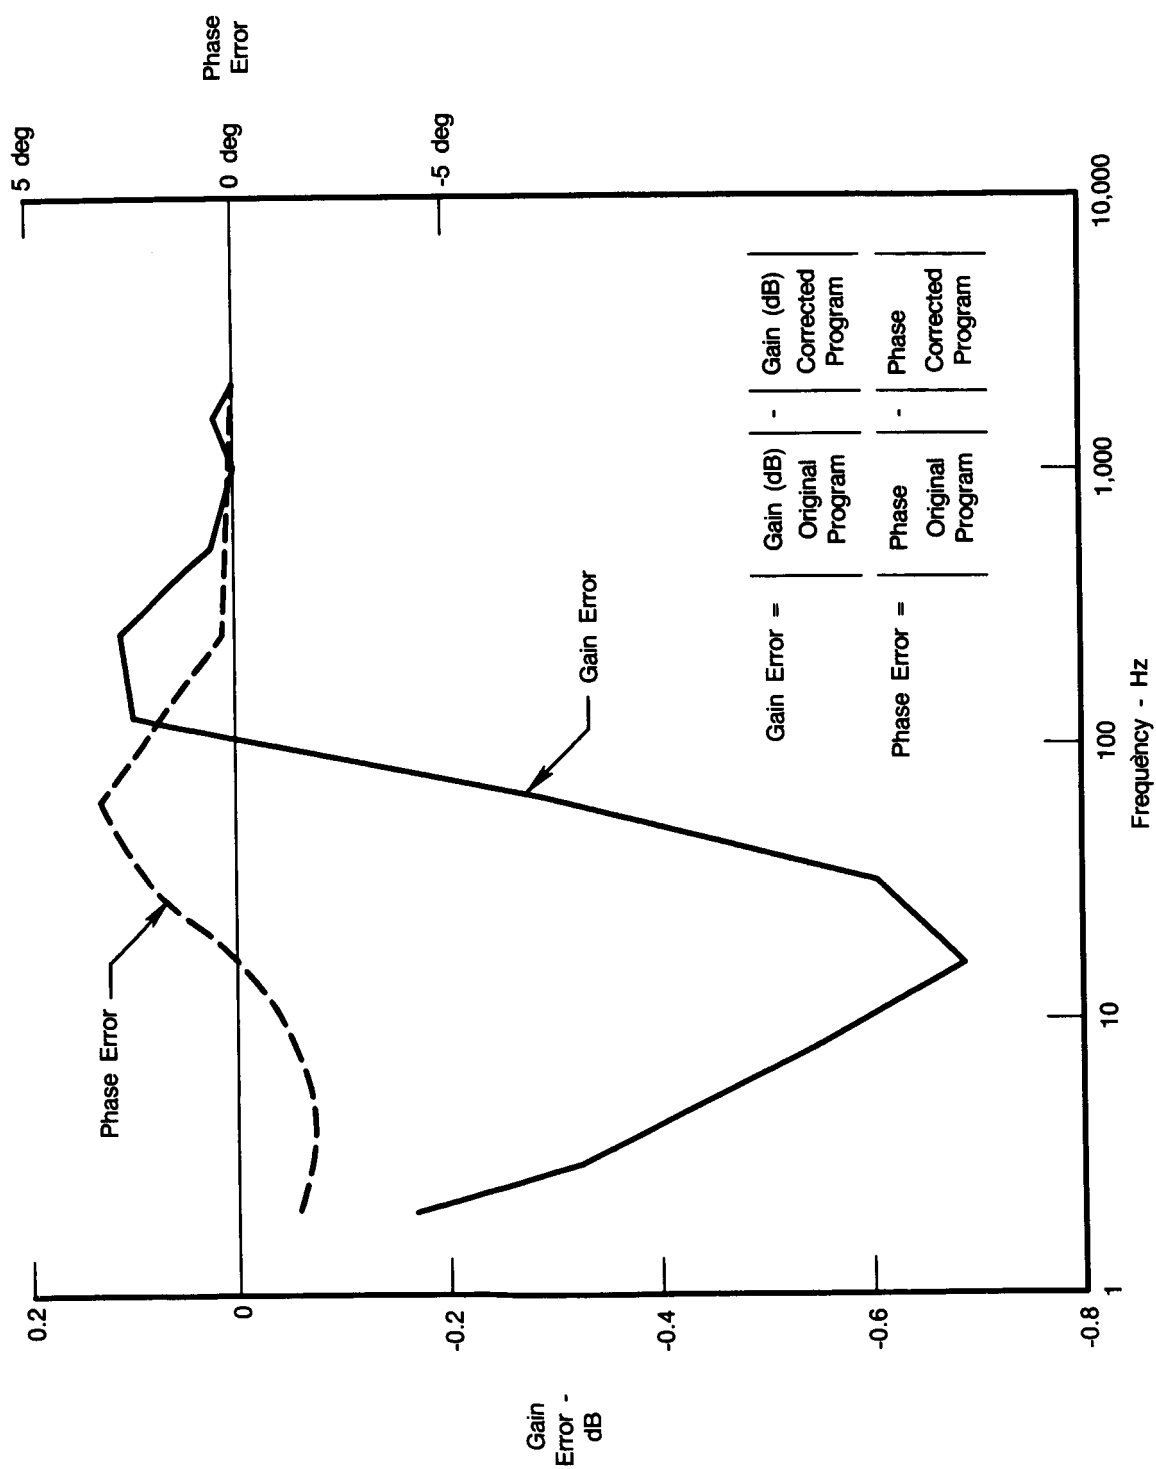 5 deg
0 deg
-5 deg
Phase
Error
0.2
0
-0.2
-0.4
-0.6
-0.8
Gain
Error -
dB
Phase Error
Gain Error
Gain Error = | Gain (dB) | - | Gain (dB) |
Original Corrected
Program Program
Phase Error = | Phase | - | Phase |
Original Corrected
Program Program
1
10
100
1,000
10,000
Frequency - Hz